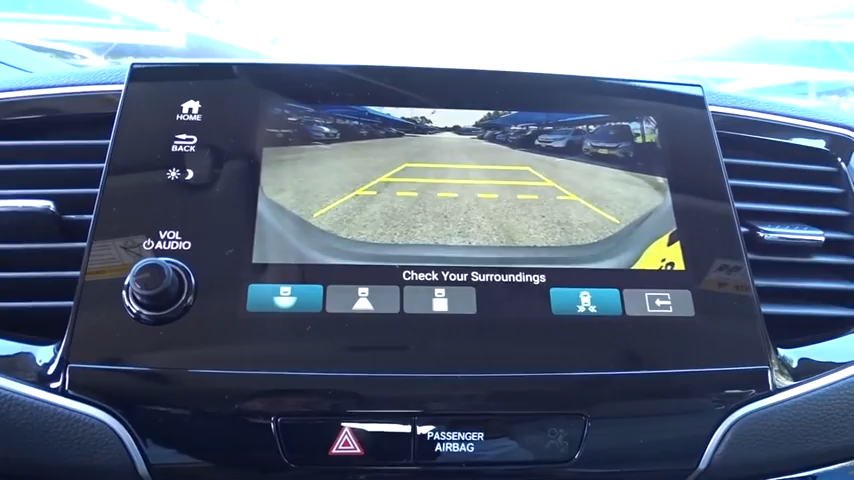 HOME
BACK
VOL
AUDIO
Check Your Surroundings
PASSENGER
AIRBAG